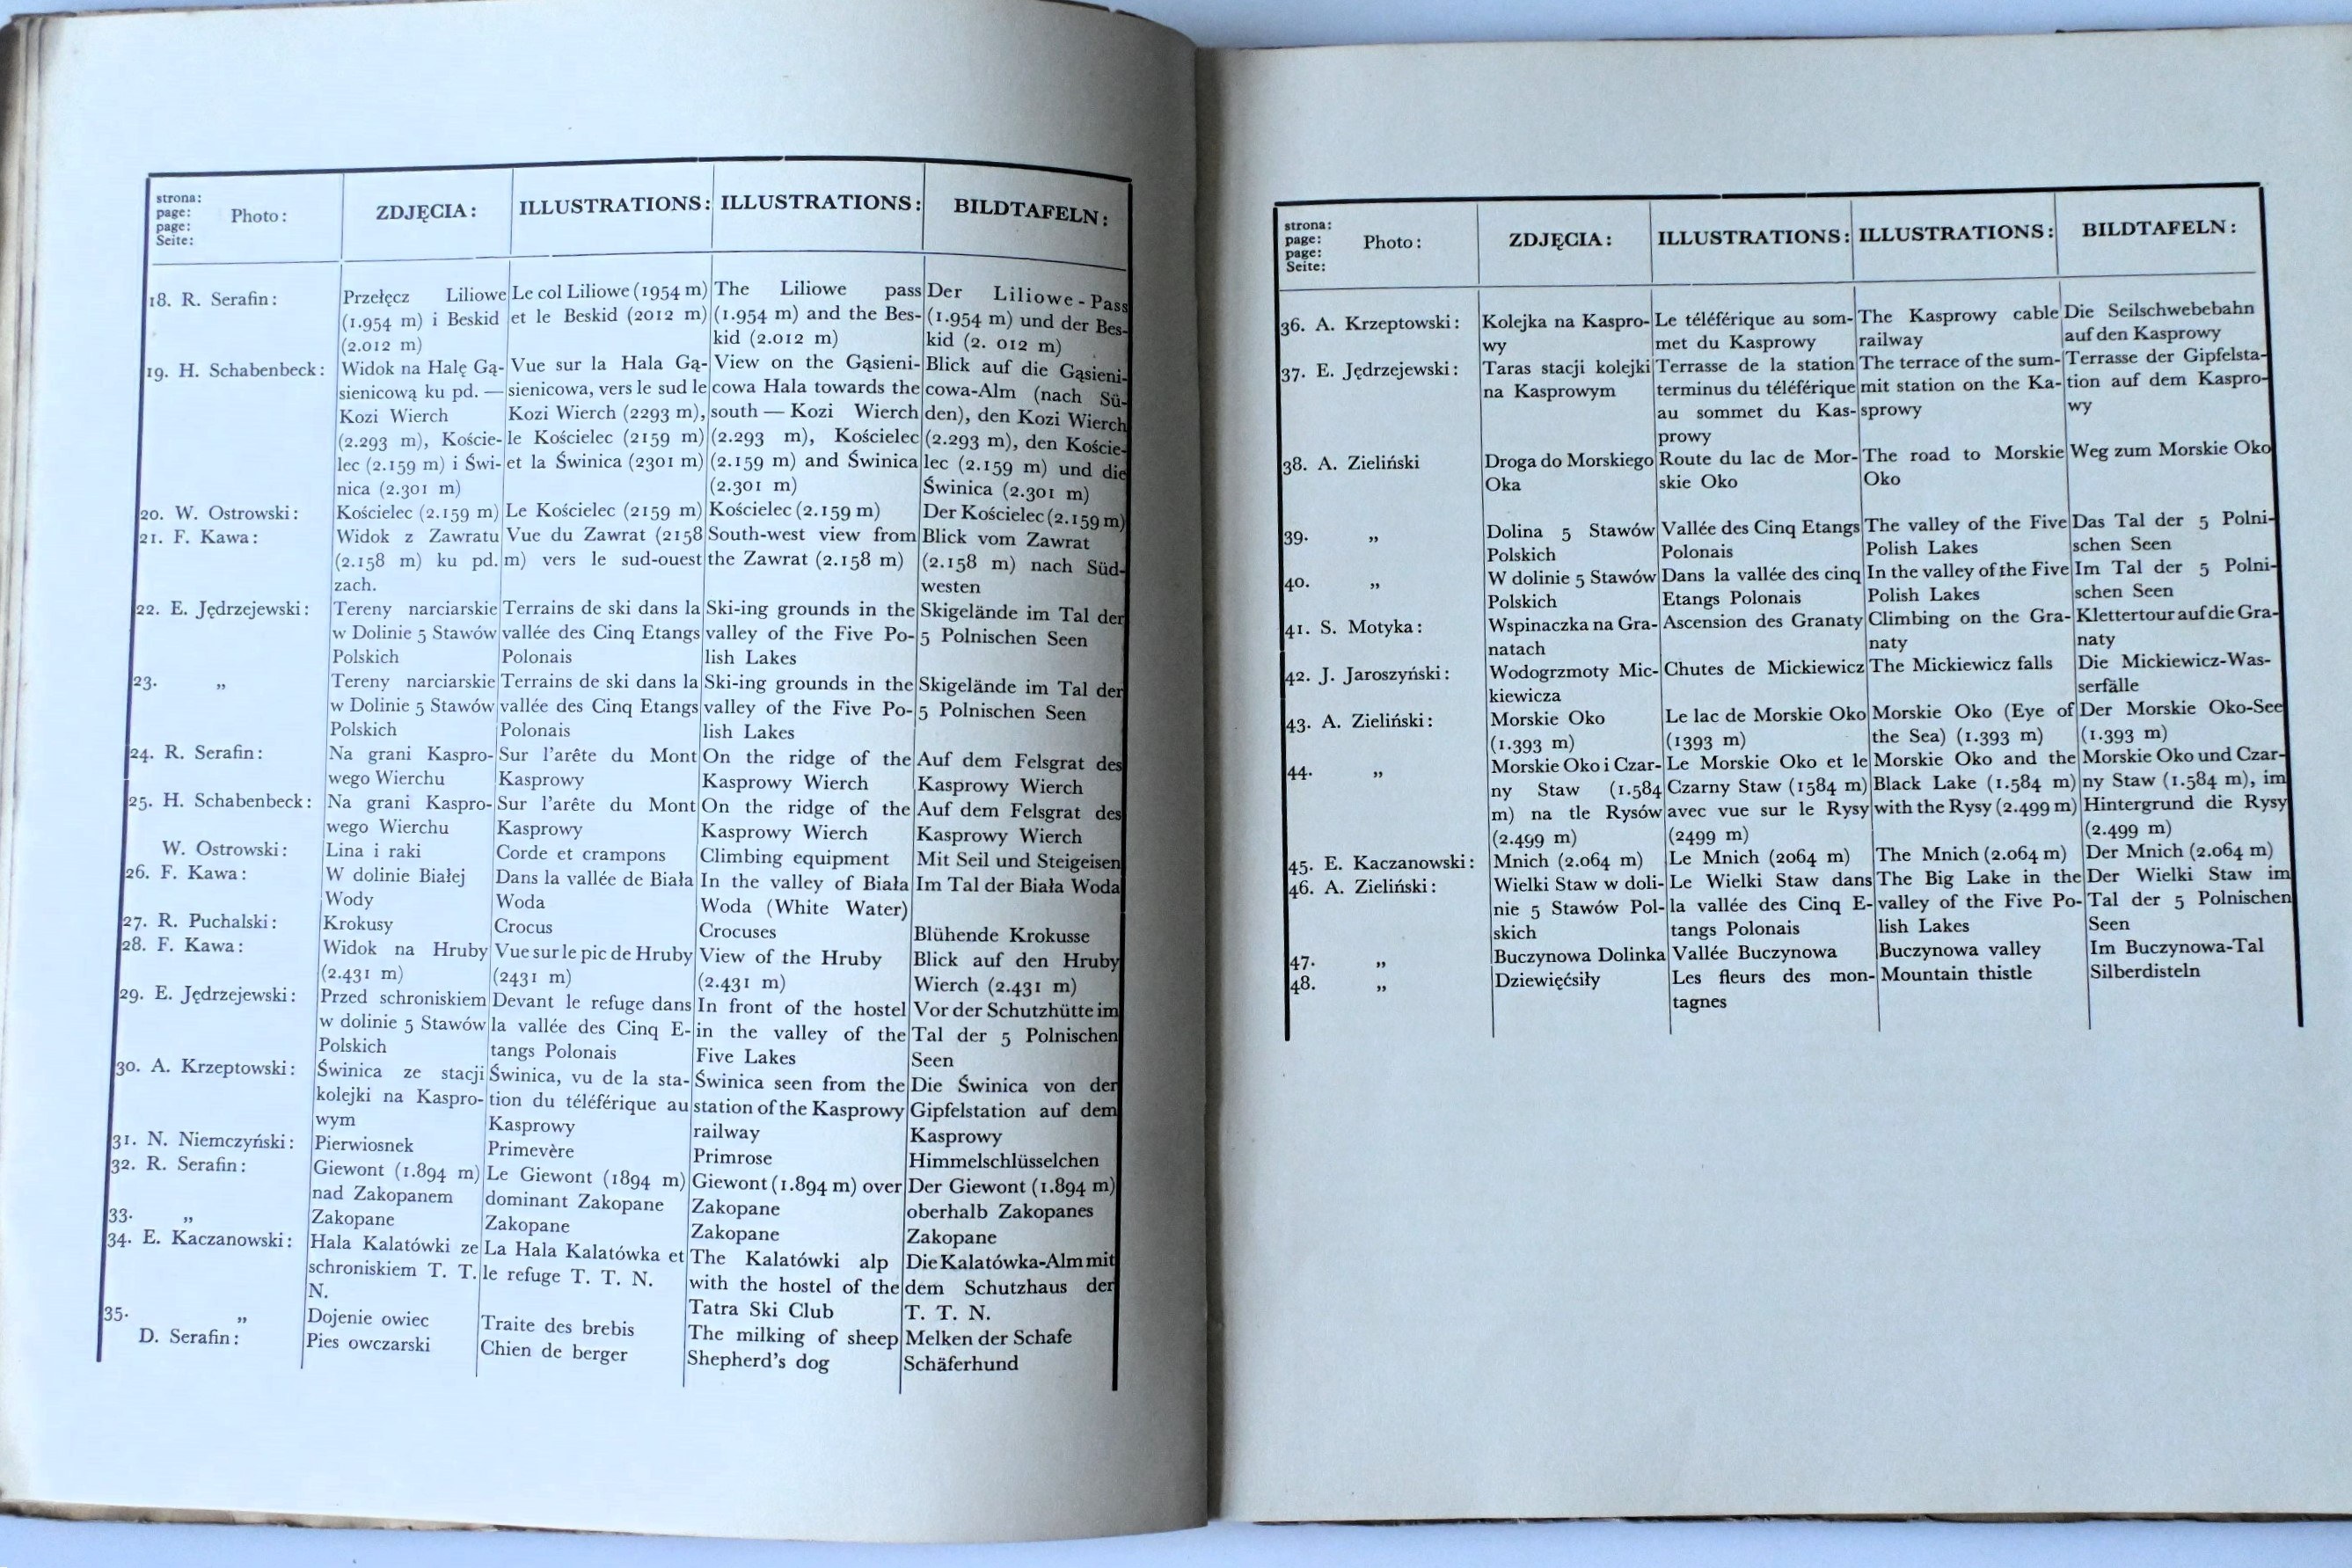 strona:
page:
page:
Seite:
Photo:
ZDJĘCIA:
ILLUSTRATIONS:
ILLUSTRATIONS:
BILDTAFELN:
18. R. Serafin:
Przełęcz Liliowe
(1.954 m) i Beskid
(2.012 m)
Le col Liliowe (1954 m)
et le Beskid (2012 m)
The Liliowe pass
(1.954 m) and the Bes-
kid (2.012 m)
Der Liliowe-Pass
(1.954 m) und der Bes-
kid (2. 012 m)
19. H. Schabenbeck:
Widok na Halę Gą-
sienicową ku pd. —
Kozi Wierch
(2.293 m), Koście-
lec (2.159 m) i Świ-
nica (2.301 m)
Vue sur la Hala Gą-
sienicowa, vers le sud le
Kozi Wierch (2293 m),
le Kościelec (2159 m)
et la Świnica (2301 m)
View on the Gąsieni-
cowa Hala towards the
south — Kozi Wierch
(2.293 m), Kościelec
(2.159 m) and Świnica
(2.301 m)
Blick auf die Gąsieni-
cowa-Alm (nach Sü-
den), den Kozi Wierch
(2.293 m), den Koście-
lec (2.159 m) und die
Świnica (2.301 m)
20. W. Ostrowski:
Kościelec (2.159 m)
Le Kościelec (2159 m)
Kościelec (2.159 m)
Der Kościelec (2.159 m)
21. F. Kawa:
Widok z Zawratu
(2.158 m) ku pd.
zach.
Vue du Zawrat (2158
m) vers le sud-ouest
South-west view from
the Zawrat (2.158 m)
Blick vom Zawrat
(2.158 m) nach Süd-
westen
22. E. Jędrzejewski:
Tereny narciarskie
w Dolinie 5 Stawów
Polskich
Terrains de ski dans la
vallée des Cinq Etangs
Polonais
Ski-ing grounds in the
valley of the Five Po-
lish Lakes
Skigelände im Tal der
5 Polnischen Seen
23. „
Tereny narciarskie
w Dolinie 5 Stawów
Polskich
Terrains de ski dans la
vallée des Cinq Etangs
Polonais
Ski-ing grounds in the
valley of the Five Po-
lish Lakes
Skigelände im Tal der
5 Polnischen Seen
24. R. Serafin:
Na grani Kaspro-
wego Wierchu
Sur l'arête du Mont
Kasprowy
On the ridge of the
Kasprowy Wierch
Auf dem Felsgrat des
Kasprowy Wierch
25. H. Schabenbeck:
Na grani Kaspro-
wego Wierchu
Sur l'arête du Mont
Kasprowy
On the ridge of the
Kasprowy Wierch
Auf dem Felsgrat des
Kasprowy Wierch
W. Ostrowski:
Lina i raki
Corde et crampons
Climbing equipment
Mit Seil und Steigeisen
26. F. Kawa:
W dolinie Białej
Wody
Dans la vallée de Biała
Woda
In the valley of Biała
Woda (White Water)
Im Tal der Biała Woda
27. R. Puchalski:
Krokusy
Crocus
Crocuses
Blühende Krokusse
28. F. Kawa:
Widok na Hruby
(2.431 m)
Vue sur le pic de Hruby
(2431 m)
View of the Hruby
(2.431 m)
Blick auf den Hruby
Wierch (2.431 m)
29. E. Jędrzejewski:
Przed schroniskiem
w dolinie 5 Stawów
Polskich
Devant le refuge dans
la vallée des Cinq E-
tangs Polonais
In front of the hostel
in the valley of the
Five Lakes
Vor der Schutzhütte im
Tal der 5 Polnischen
Seen
30. A. Krzeptowski:
Świnica ze stacji
kolejki na Kaspro-
wym
Świnica, vu de la sta-
tion du téléférique au
Kasprowy
Świnica seen from the
station of the Kasprowy
railway
Die Świnica von der
Gipfelstation auf dem
Kasprowy
31. N. Niemczyński:
Pierwiosnek
Primevère
Primrose
Himmelschlüsselchen
32. R. Serafin:
Giewont (1.894 m)
nad Zakopanem
Le Giewont (1894 m)
dominant Zakopane
Giewont (1.894 m) over
Zakopane
Der Giewont (1.894 m)
oberhalb Zakopanes
33. „
Zakopane
Zakopane
Zakopane
Zakopane
34. E. Kaczanowski:
Hala Kalatówki ze
schroniskiem T. T.
N.
La Hala Kalatówka et
le refuge T. T. N.
The Kalatówki alp
with the hostel of the
Tatra Ski Club
Die Kalatówka-Alm mit
dem Schutzhaus der
T. T. N.
35. „
Dojenie owiec
Traite des brebis
The milking of sheep
Melken der Schafe
D. Serafin:
Pies owczarski
Chien de berger
Shepherd's dog
Schäferhund
strona:
page:
page:
Seite:
Photo:
ZDJĘCIA:
ILLUSTRATIONS:
ILLUSTRATIONS:
BILDTAFELN:
36. A. Krzeptowski:
Kolejka na Kaspro-
wy
Le téléférique au som-
met du Kasprowy
The Kasprowy cable
railway
Die Seilschwebebahn
auf den Kasprowy
37. E. Jędrzejewski:
Taras stacji kolejki
na Kasprowym
Terrasse de la station
terminus du téléférique
au sommet du Kas-
prowy
The terrace of the sum-
mit station on the Ka-
sprowy
Terrasse der Gipfelsta-
tion auf dem Kaspro-
wy
38. A. Zieliński
Droga do Morskiego
Oka
Route du lac de Mor-
skie Oko
The road to Morskie
Oko
Weg zum Morskie Oko
39. „
Dolina 5 Stawów
Polskich
Vallée des Cinq Etangs
Polonais
The valley of the Five
Polish Lakes
Das Tal der 5 Polni-
schen Seen
40. „
W dolinie 5 Stawów
Polskich
Dans la vallée des cinq
Etangs Polonais
In the valley of the Five
Polish Lakes
Im Tal der 5 Polni-
schen Seen
41. S. Motyka:
Wspinaczka na Gra-
natach
Ascension des Granaty
Climbing on the Gra-
naty
Klettertour auf die Gra-
naty
42. J. Jaroszyński:
Wodogrzmoty Mic-
kiewicza
Chutes de Mickiewicz
The Mickiewicz falls
Die Mickiewicz-Was-
serfälle
43. A. Zieliński:
Morskie Oko
(1.393 m)
Le lac de Morskie Oko
(1393 m)
Morskie Oko (Eye of
the Sea) (1.393 m)
Der Morskie Oko-See
(1.393 m)
44. „
Morskie Oko i Czar-
ny Staw (1.584
m) na tle Rysów
(2.499 m)
Le Morskie Oko et le
Czarny Staw (1584 m)
avec vue sur le Rysy
(2499 m)
Morskie Oko and the
Black Lake (1.584 m)
with the Rysy (2.499 m)
Morskie Oko und Czar-
ny Staw (1.584 m), im
Hintergrund die Rysy
(2.499 m)
45. E. Kaczanowski:
Mnich (2.064 m)
Le Mnich (2064 m)
The Mnich (2.064 m)
Der Mnich (2.064 m)
46. A. Zieliński:
Wielki Staw w doli-
nie 5 Stawów Pol-
skich
Le Wielki Staw dans
la vallée des Cinq E-
tangs Polonais
The Big Lake in the
valley of the Five Po-
lish Lakes
Der Wielki Staw im
Tal der 5 Polnischen
Seen
47. „
Buczynowa Dolinka
Vallée Buczynowa
Buczynowa valley
Im Buczynowa-Tal
48. „
Dziewięćsiły
Les fleurs des mon-
tagnes
Mountain thistle
Silberdisteln